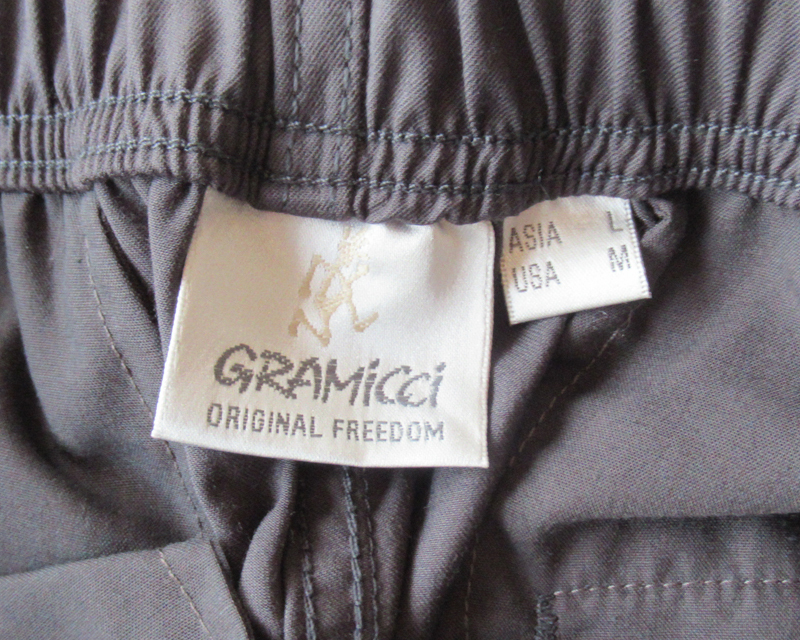 GRAMiCCi
ORIGINAL FREEDOM
ASIA L
USA M